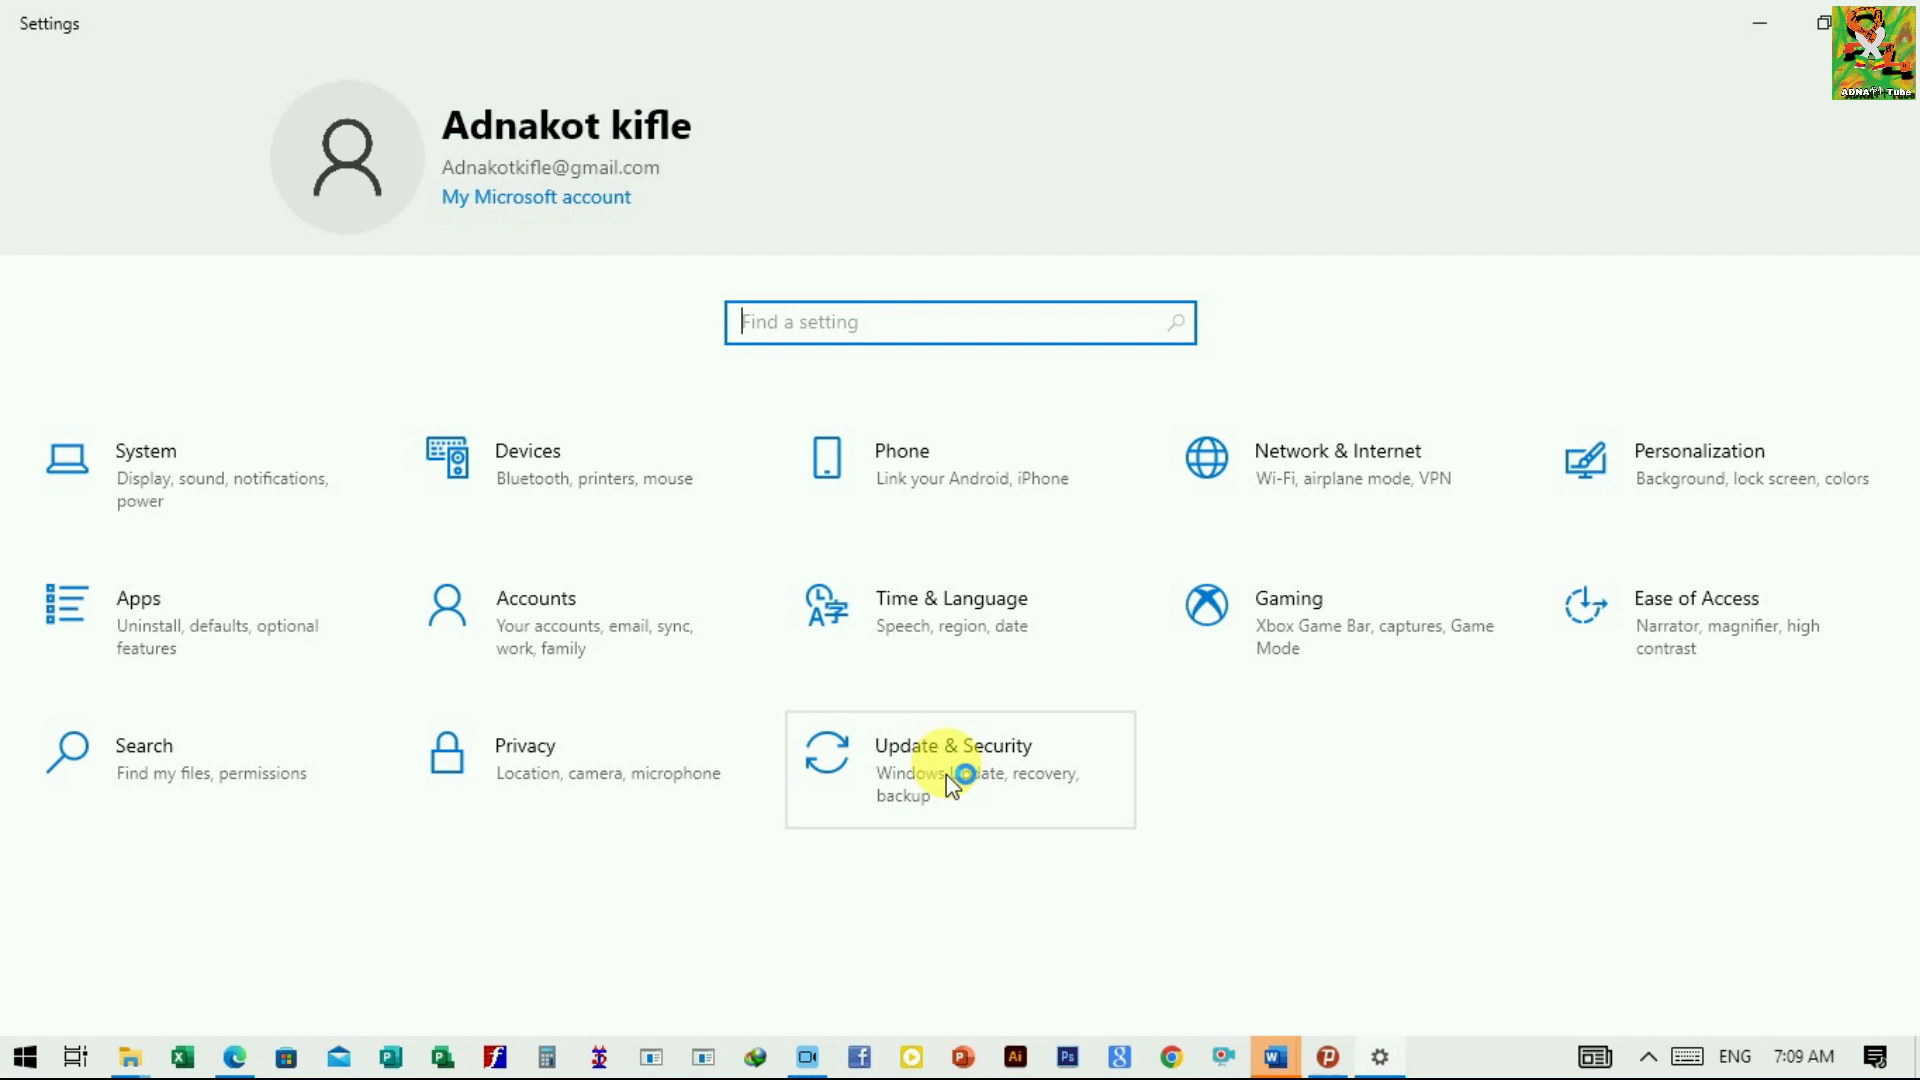 Settings
Adnakot kifle
Adnakotkifle@gmail.com
My Microsoft account
Find a setting
System
Display, sound, notifications,
power
Devices
Bluetooth, printers, mouse
Phone
Link your Android, iPhone
Network & Internet
Wi-Fi, airplane mode, VPN
Personalization
Background, lock screen, colors
Apps
Uninstall, defaults, optional
features
Accounts
Your accounts, email, sync,
work, family
Time & Language
Speech, region, date
Gaming
Xbox Game Bar, captures, Game
Mode
Ease of Access
Narrator, magnifier, high
contrast
Search
Find my files, permissions
Privacy
Location, camera, microphone
Update & Security
Windows Update, recovery,
backup
ENG
7:09 AM